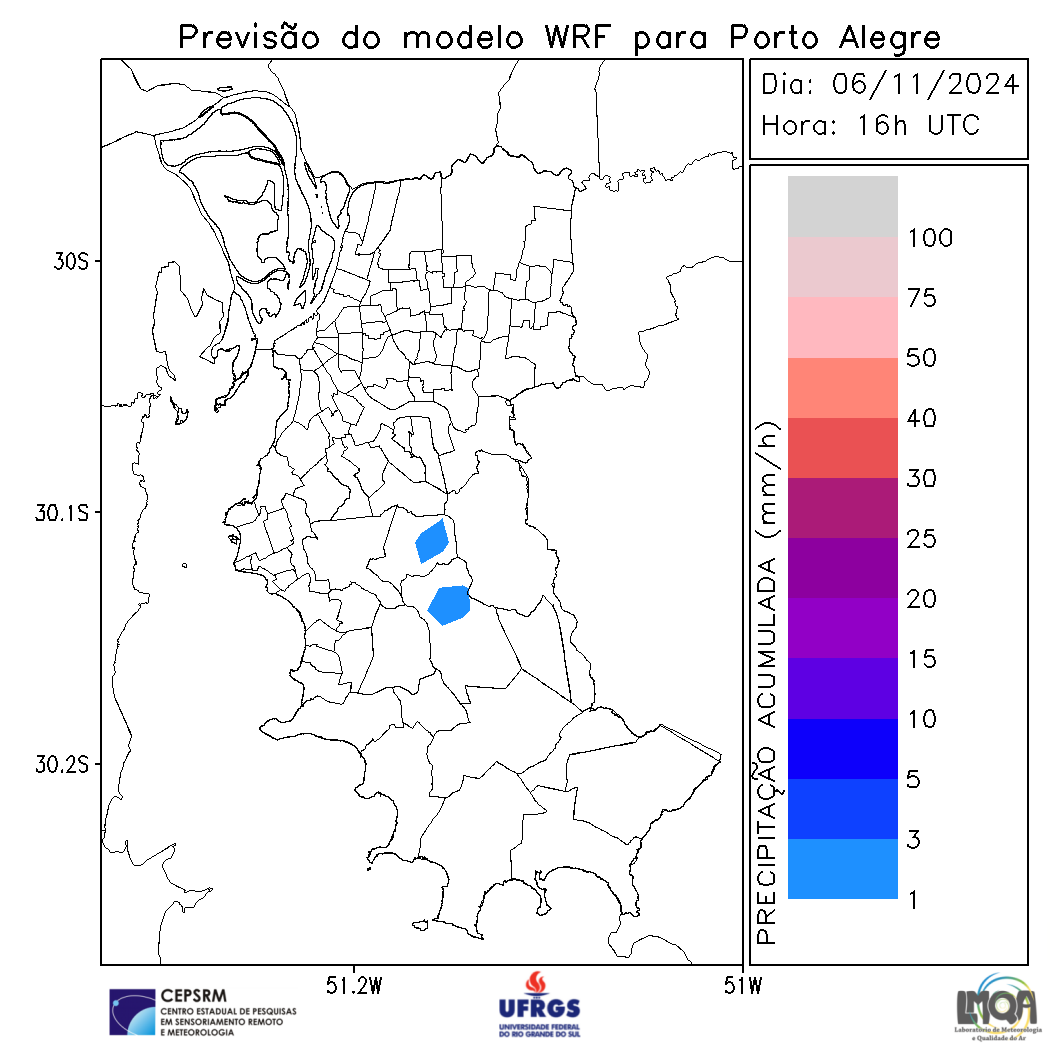 Previsão do modelo WRF para Porto Alegre
Dia: 06/11/2024
Hora: 16h UTC
30S
30.1S
30.2S
51.2W
51W
PRECIPITAÇÃO ACUMULADA (mm/h)
100
75
50
40
30
25
20
15
10
5
3
1
CEPSRM
CENTRO ESTADUAL DE PESQUISAS
EM SENSORIAMENTO REMOTO
E METEOROLOGIA
UFRGS
UNIVERSIDADE FEDERAL
DO RIO GRANDE DO SUL
LMQA
Laboratório de Meteorologia
e Qualidade do Ar